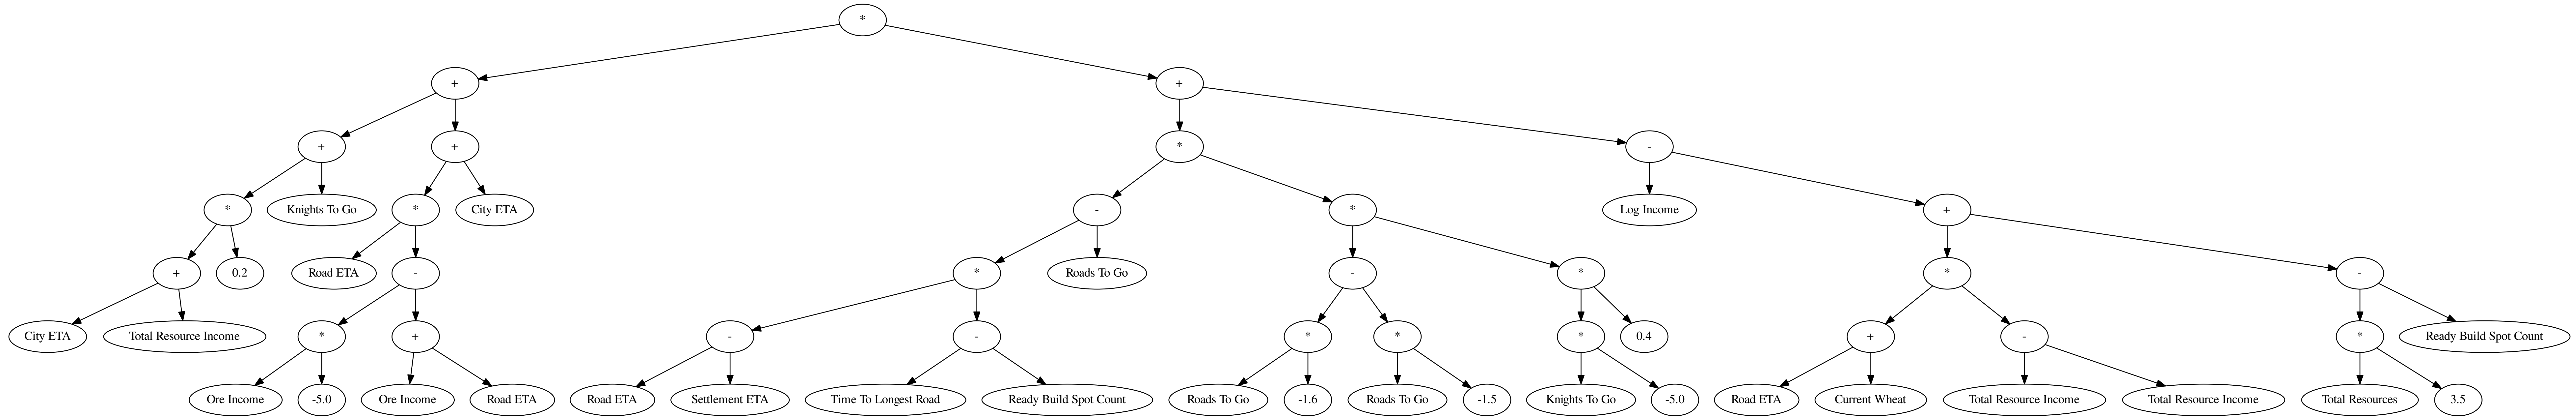 *
+ +
+ + * -
* Knights To Go * City ETA - * Log Income +
+ 0.2 Road ETA - * Roads To Go - * * -
City ETA Total Resource Income * + - - * * * 0.4 + - * Ready Build Spot Count
Ore Income -5.0 Ore Income Road ETA Road ETA Settlement ETA Time To Longest Road Ready Build Spot Count Roads To Go -1.6 Roads To Go -1.5 Knights To Go -5.0 Road ETA Current Wheat Total Resource Income Total Resource Income Total Resources 3.5